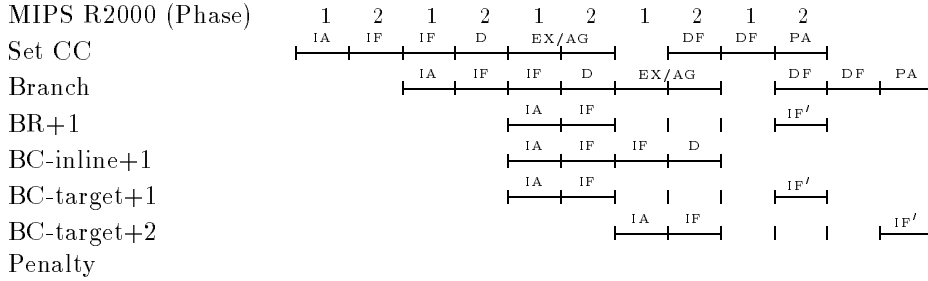 MIPS R2000 (Phase) 1 2 1 2 1 2 1 2 1 2
Set CC IA IF IF D EX/AG DF DF PA
Branch IA IF IF D EX/AG DF DF PA
BR+1 IA IF IF′
BC-inline+1 IA IF IF D
BC-target+1 IA IF IF′
BC-target+2 IA IF IF′
Penalty